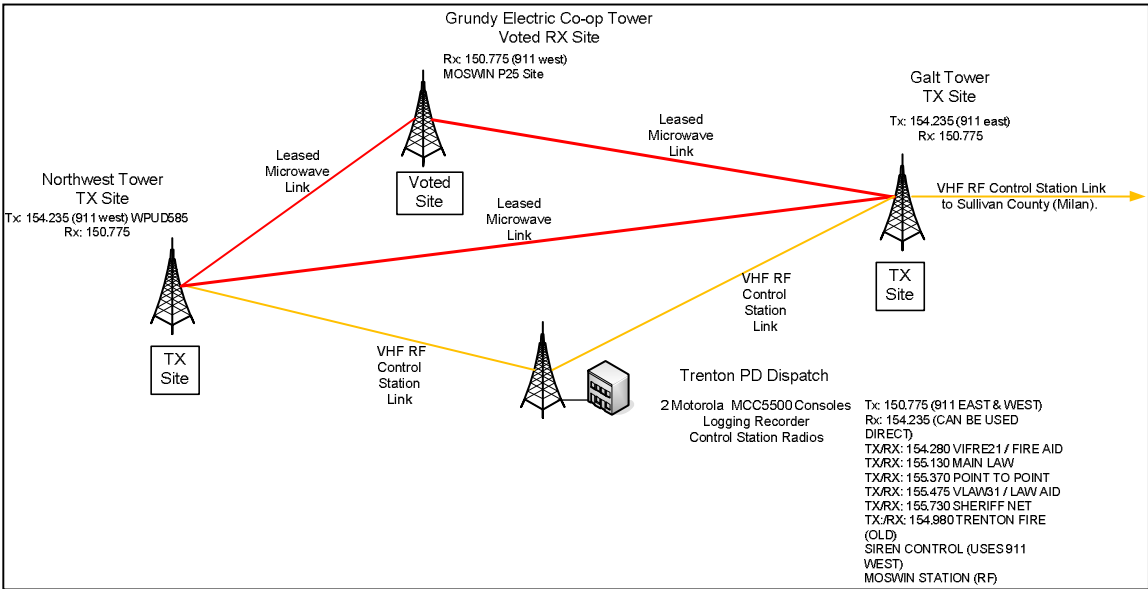 Grundy Electric Co-op Tower
Voted RX Site
Rx: 150.775 (911 west)
MOSWIN P25 Site
Galt Tower
TX Site
Tx: 154.235 (911 east)
Rx: 150.775
Leased
Microwave
Link
Leased
Microwave
Link
Northwest Tower
TX Site
Tx: 154.235 (911 west) WPUD585
Rx: 150.775
Voted
Site
Leased
Microwave
Link
VHF RF Control Station Link
to Sullivan County (Milan).
VHF RF
Control
Station
Link
TX
Site
TX
Site
VHF RF
Control
Station
Link
Trenton PD Dispatch
2 Motorola MCC5500 Consoles
Logging Recorder
Control Station Radios
Tx: 150.775 (911 EAST & WEST)
Rx: 154.235 (CAN BE USED
DIRECT)
TX/RX: 154.280 VIFRE21 / FIRE AID
TX/RX: 155.130 MAIN LAW
TX/RX: 155.370 POINT TO POINT
TX/RX: 155.475 VLAW31 / LAW AID
TX/RX: 155.730 SHERIFF NET
TX:/RX: 154.980 TRENTON FIRE
(OLD)
SIREN CONTROL (USES 911
WEST)
MOSWIN STATION (RF)